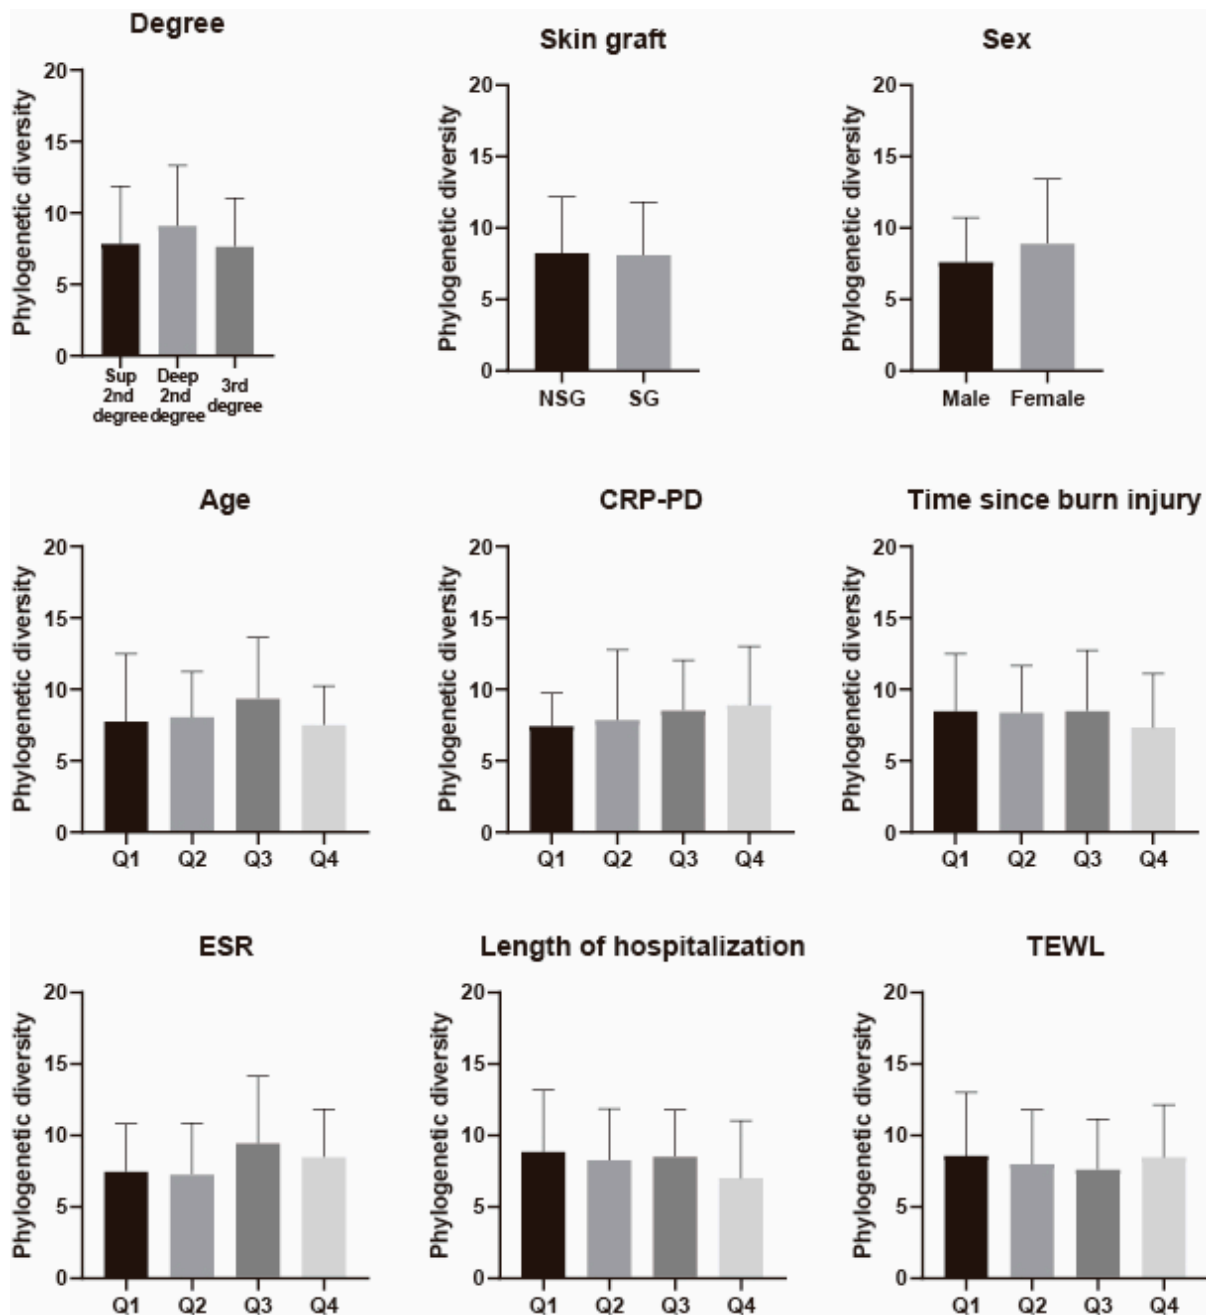 Degree
Phylogenetic diversity
20
15
10
5
0
Sup
2nd
degree
Deep
2nd
degree
3rd
degree
Skin graft
Phylogenetic diversity
20
15
10
5
0
NSG SG
Sex
Phylogenetic diversity
20
15
10
5
0
Male Female
Age
Phylogenetic diversity
20
15
10
5
0
Q1 Q2 Q3 Q4
CRP-PD
Phylogenetic diversity
20
15
10
5
0
Q1 Q2 Q3 Q4
Time since burn injury
Phylogenetic diversity
20
15
10
5
0
Q1 Q2 Q3 Q4
ESR
Phylogenetic diversity
20
15
10
5
0
Q1 Q2 Q3 Q4
Length of hospitalization
Phylogenetic diversity
20
15
10
5
0
Q1 Q2 Q3 Q4
TEWL
Phylogenetic diversity
20
15
10
5
0
Q1 Q2 Q3 Q4